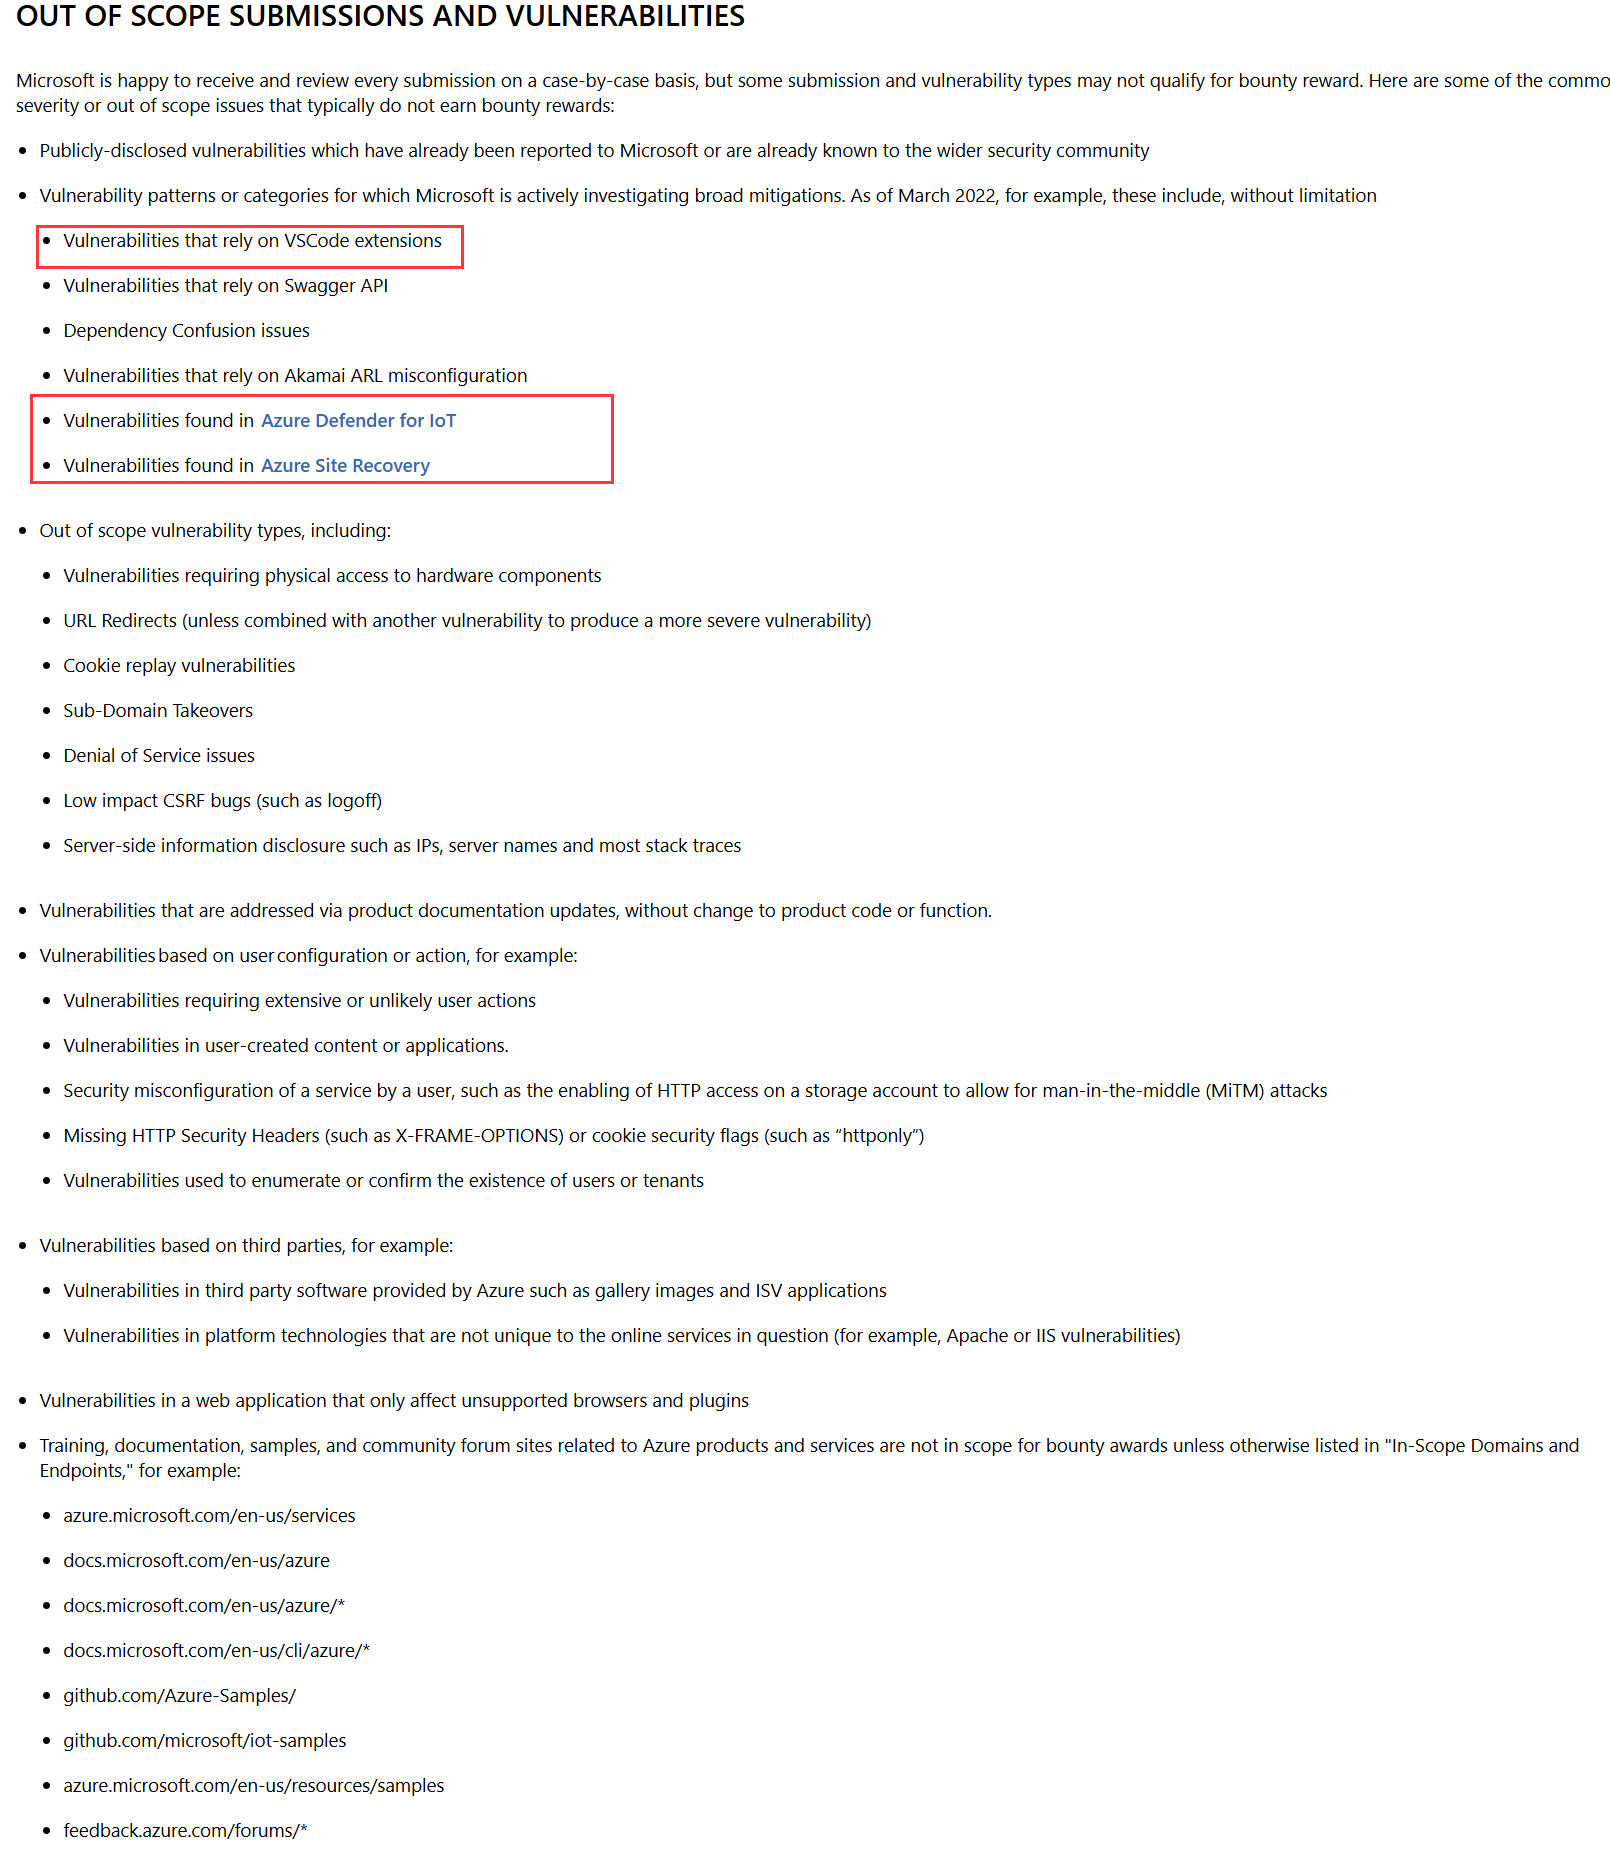 OUT OF SCOPE SUBMISSIONS AND VULNERABILITIES
Microsoft is happy to receive and review every submission on a case-by-case basis, but some submission and vulnerability types may not qualify for bounty reward. Here are some of the commo
severity or out of scope issues that typically do not earn bounty rewards:
• Publicly-disclosed vulnerabilities which have already been reported to Microsoft or are already known to the wider security community
• Vulnerability patterns or categories for which Microsoft is actively investigating broad mitigations. As of March 2022, for example, these include, without limitation
• Vulnerabilities that rely on VSCode extensions
• Vulnerabilities that rely on Swagger API
• Dependency Confusion issues
• Vulnerabilities that rely on Akamai ARL misconfiguration
• Vulnerabilities found in Azure Defender for IoT
• Vulnerabilities found in Azure Site Recovery
• Out of scope vulnerability types, including:
• Vulnerabilities requiring physical access to hardware components
• URL Redirects (unless combined with another vulnerability to produce a more severe vulnerability)
• Cookie replay vulnerabilities
• Sub-Domain Takeovers
• Denial of Service issues
• Low impact CSRF bugs (such as logoff)
• Server-side information disclosure such as IPs, server names and most stack traces
• Vulnerabilities that are addressed via product documentation updates, without change to product code or function.
• Vulnerabilities based on user configuration or action, for example:
• Vulnerabilities requiring extensive or unlikely user actions
• Vulnerabilities in user-created content or applications.
• Security misconfiguration of a service by a user, such as the enabling of HTTP access on a storage account to allow for man-in-the-middle (MiTM) attacks
• Missing HTTP Security Headers (such as X-FRAME-OPTIONS) or cookie security flags (such as “httponly”)
• Vulnerabilities used to enumerate or confirm the existence of users or tenants
• Vulnerabilities based on third parties, for example:
• Vulnerabilities in third party software provided by Azure such as gallery images and ISV applications
• Vulnerabilities in platform technologies that are not unique to the online services in question (for example, Apache or IIS vulnerabilities)
• Vulnerabilities in a web application that only affect unsupported browsers and plugins
• Training, documentation, samples, and community forum sites related to Azure products and services are not in scope for bounty awards unless otherwise listed in "In-Scope Domains and
Endpoints," for example:
• azure.microsoft.com/en-us/services
• docs.microsoft.com/en-us/azure
• docs.microsoft.com/en-us/azure/*
• docs.microsoft.com/en-us/cli/azure/*
• github.com/Azure-Samples/
• github.com/microsoft/iot-samples
• azure.microsoft.com/en-us/resources/samples
• feedback.azure.com/forums/*